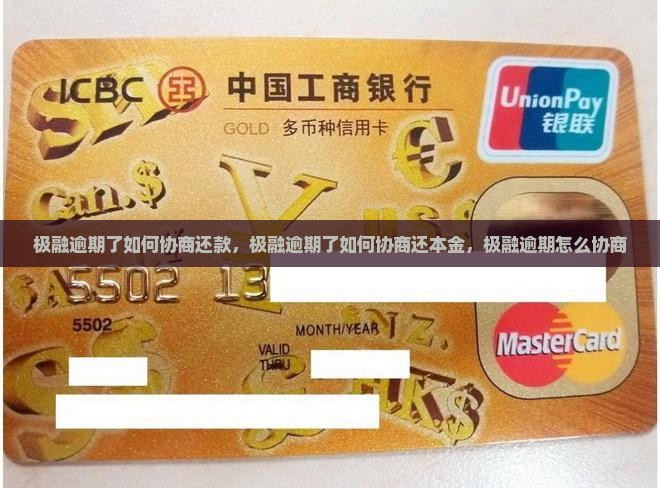 ICBC 中国工商银行
GOLD 多币种信用卡
UnionPay
银联
Can.$
极融逾期了如何协商还款，极融逾期了如何协商还本金，极融逾期怎么协商
5502 13
5502
MONTH/YEAR
VALID
THRU
MasterCard
HK$